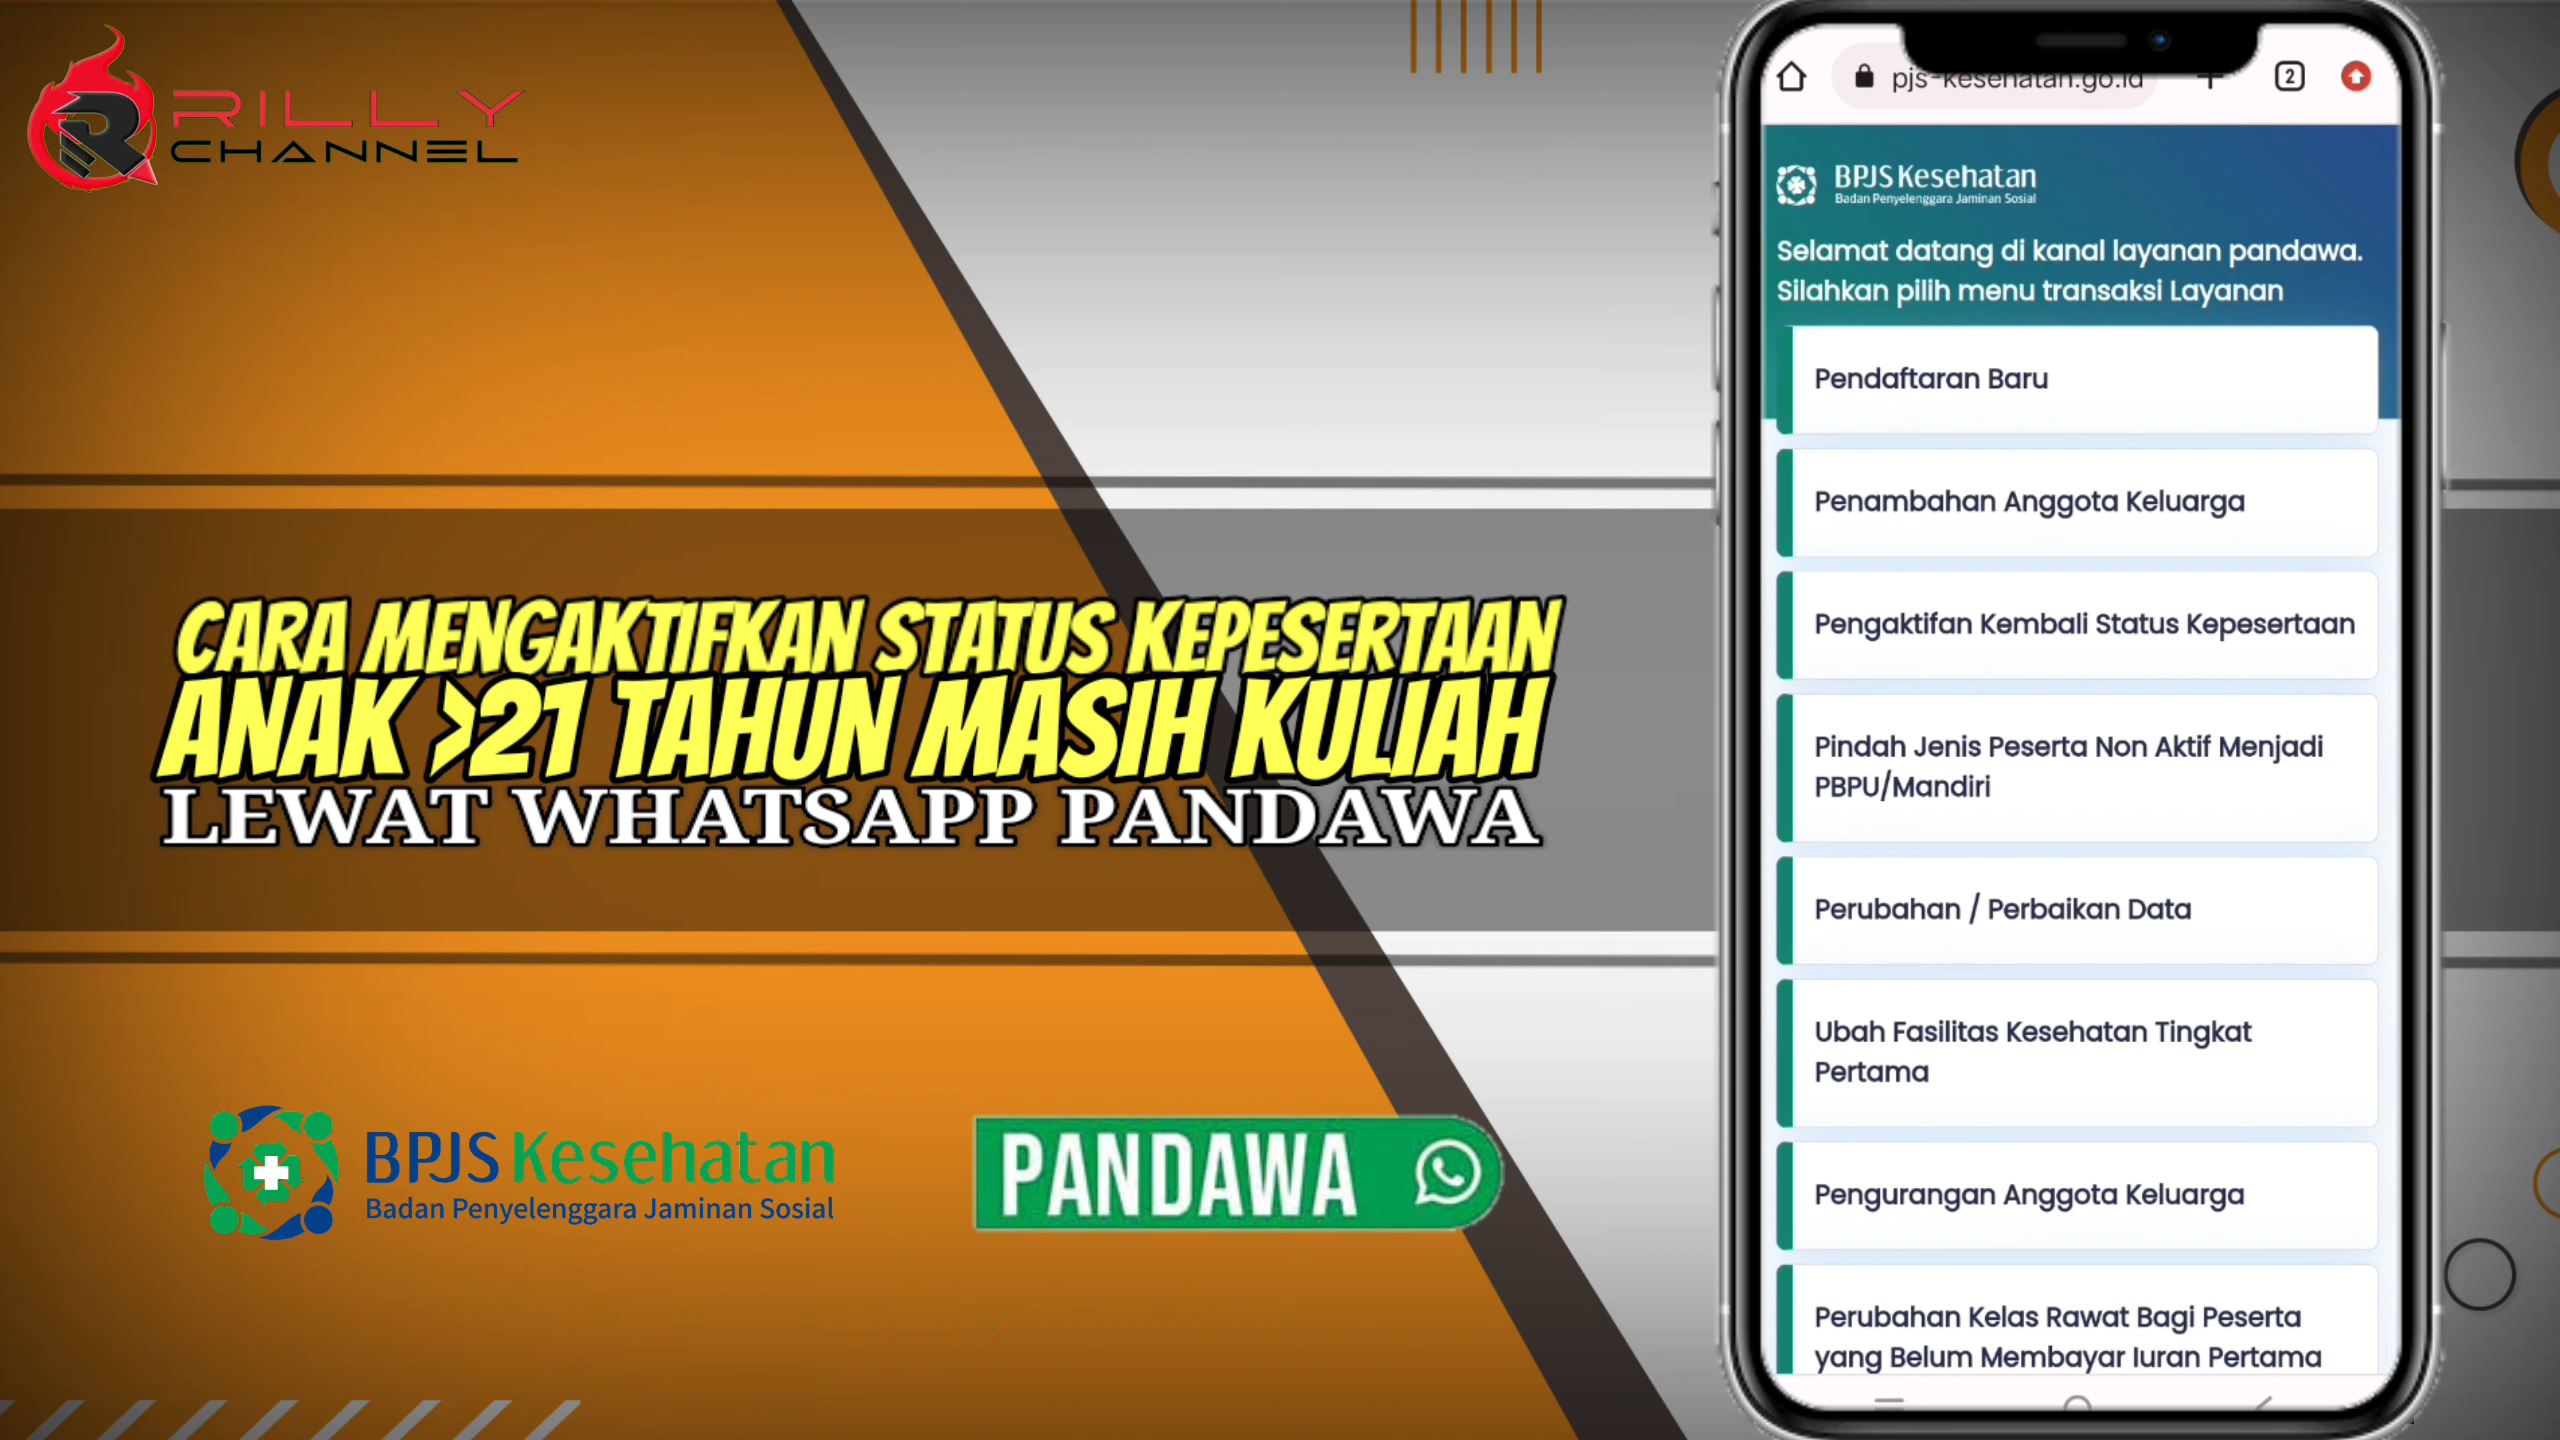 RILLY
CHANNEL
CARA MENGAKTIFKAN STATUS KEPESERTAAN
ANAK >21 TAHUN MASIH KULIAH
LEWAT WHATSAPP PANDAWA
BPJS Kesehatan
Badan Penyelenggara Jaminan Sosial
PANDAWA
pjs-kesehatan.go.id
2
BPJS Kesehatan
Badan Penyelenggara Jaminan Sosial
Selamat datang di kanal layanan pandawa.
Silahkan pilih menu transaksi Layanan
Pendaftaran Baru
Penambahan Anggota Keluarga
Pengaktifan Kembali Status Kepesertaan
Pindah Jenis Peserta Non Aktif Menjadi
PBPU/Mandiri
Perubahan / Perbaikan Data
Ubah Fasilitas Kesehatan Tingkat
Pertama
Pengurangan Anggota Keluarga
Perubahan Kelas Rawat Bagi Peserta
yang Belum Membayar Iuran Pertama